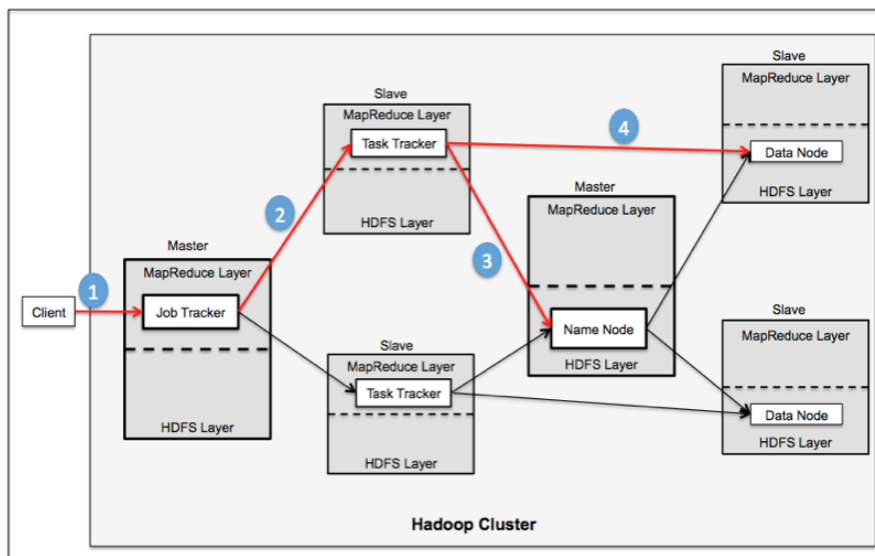 Client
1
Master
MapReduce Layer
Job Tracker
HDFS Layer
2
Slave
MapReduce Layer
Task Tracker
HDFS Layer
Slave
MapReduce Layer
Task Tracker
HDFS Layer
3
Master
MapReduce Layer
Name Node
HDFS Layer
4
Slave
MapReduce Layer
Data Node
HDFS Layer
Slave
MapReduce Layer
Data Node
HDFS Layer
Hadoop Cluster